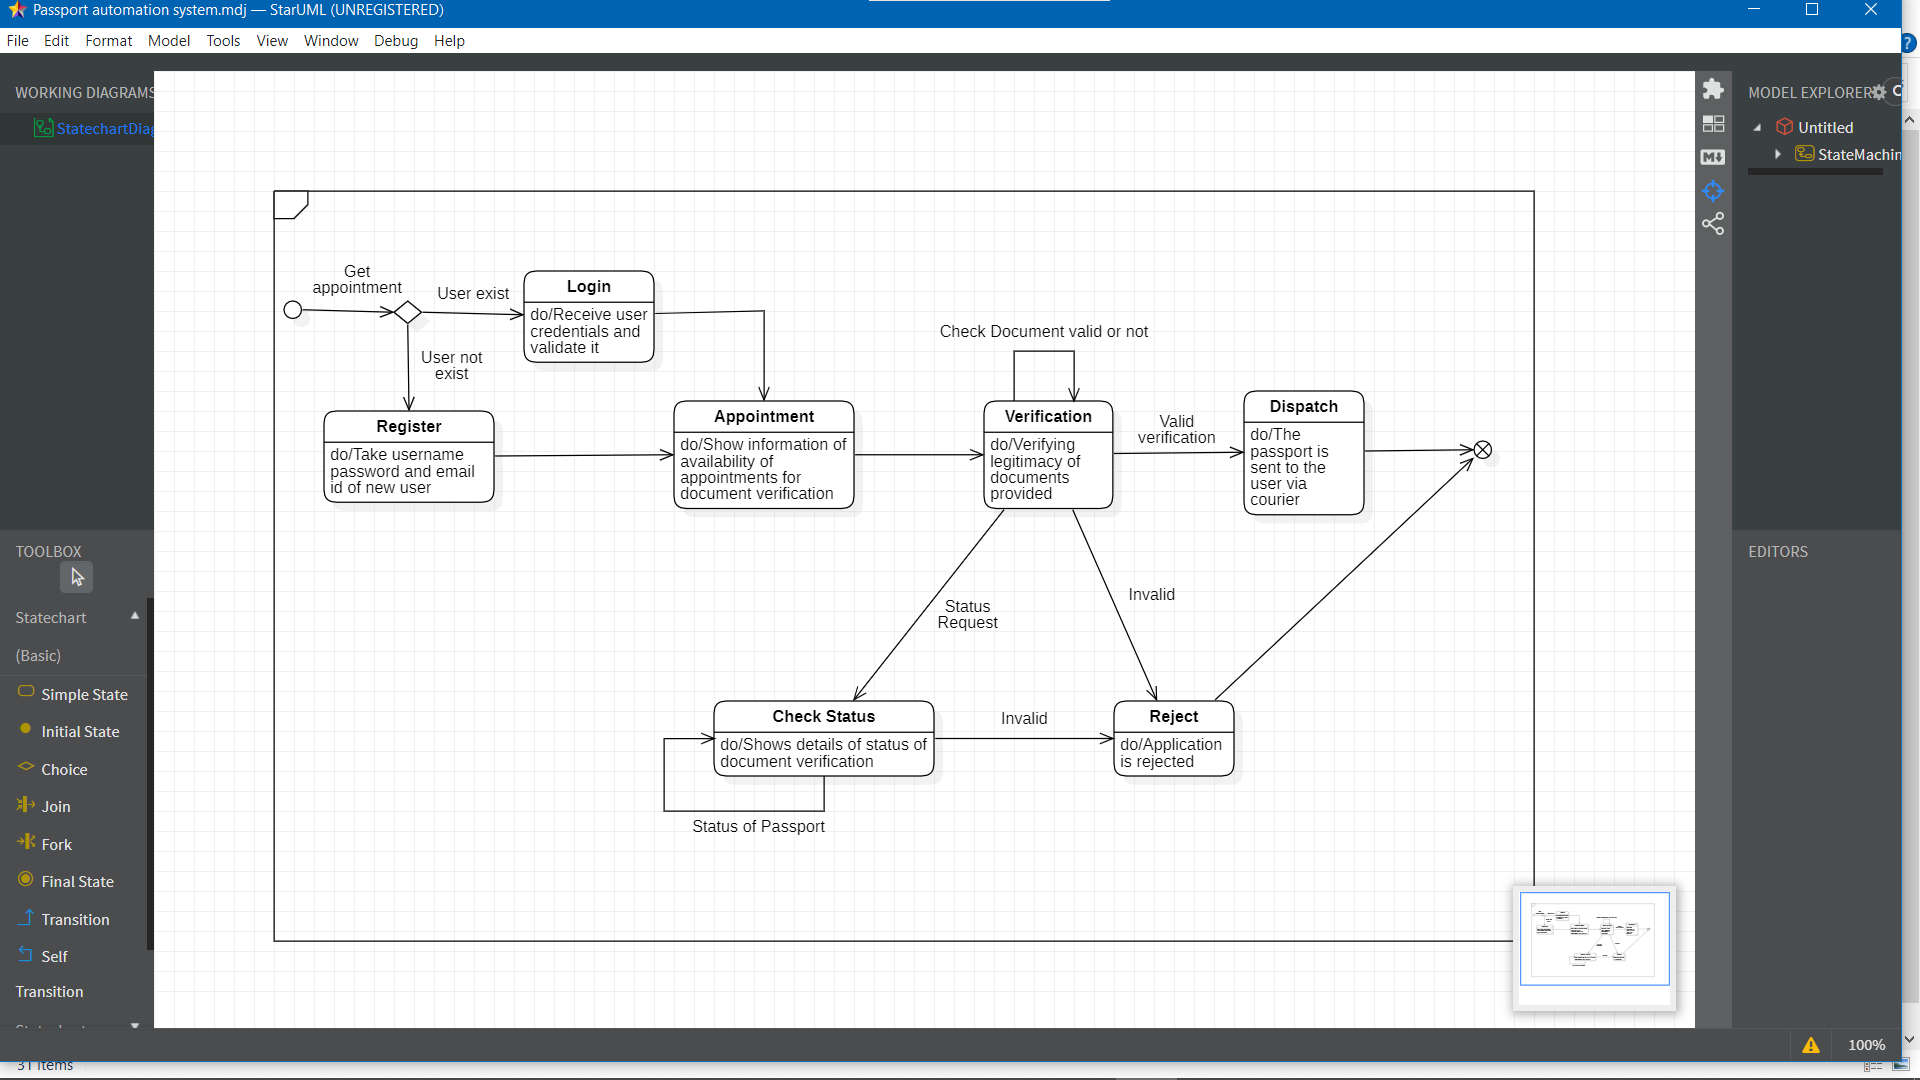 Passport automation system.mdj — StarUML (UNREGISTERED)
File Edit Format Model Tools View Window Debug Help
WORKING DIAGRAMS
StatechartDiag
MODEL EXPLORER
Untitled
StateMachin
Get
appointment
User exist
User not
exist
Login
do/Receive user
credentials and
validate it
Register
do/Take username
password and email
id of new user
Appointment
do/Show information of
availability of
appointments for
document verification
Check Document valid or not
Verification
do/Verifying
legitimacy of
documents
provided
Valid
verification
Dispatch
do/The
passport is
sent to the
user via
courier
Status
Request
Invalid
Check Status
do/Shows details of status of
document verification
Invalid
Reject
do/Application
is rejected
Status of Passport
TOOLBOX
Statechart
(Basic)
Simple State
Initial State
Choice
Join
Fork
Final State
Transition
Self
Transition
EDITORS
100%
31 items